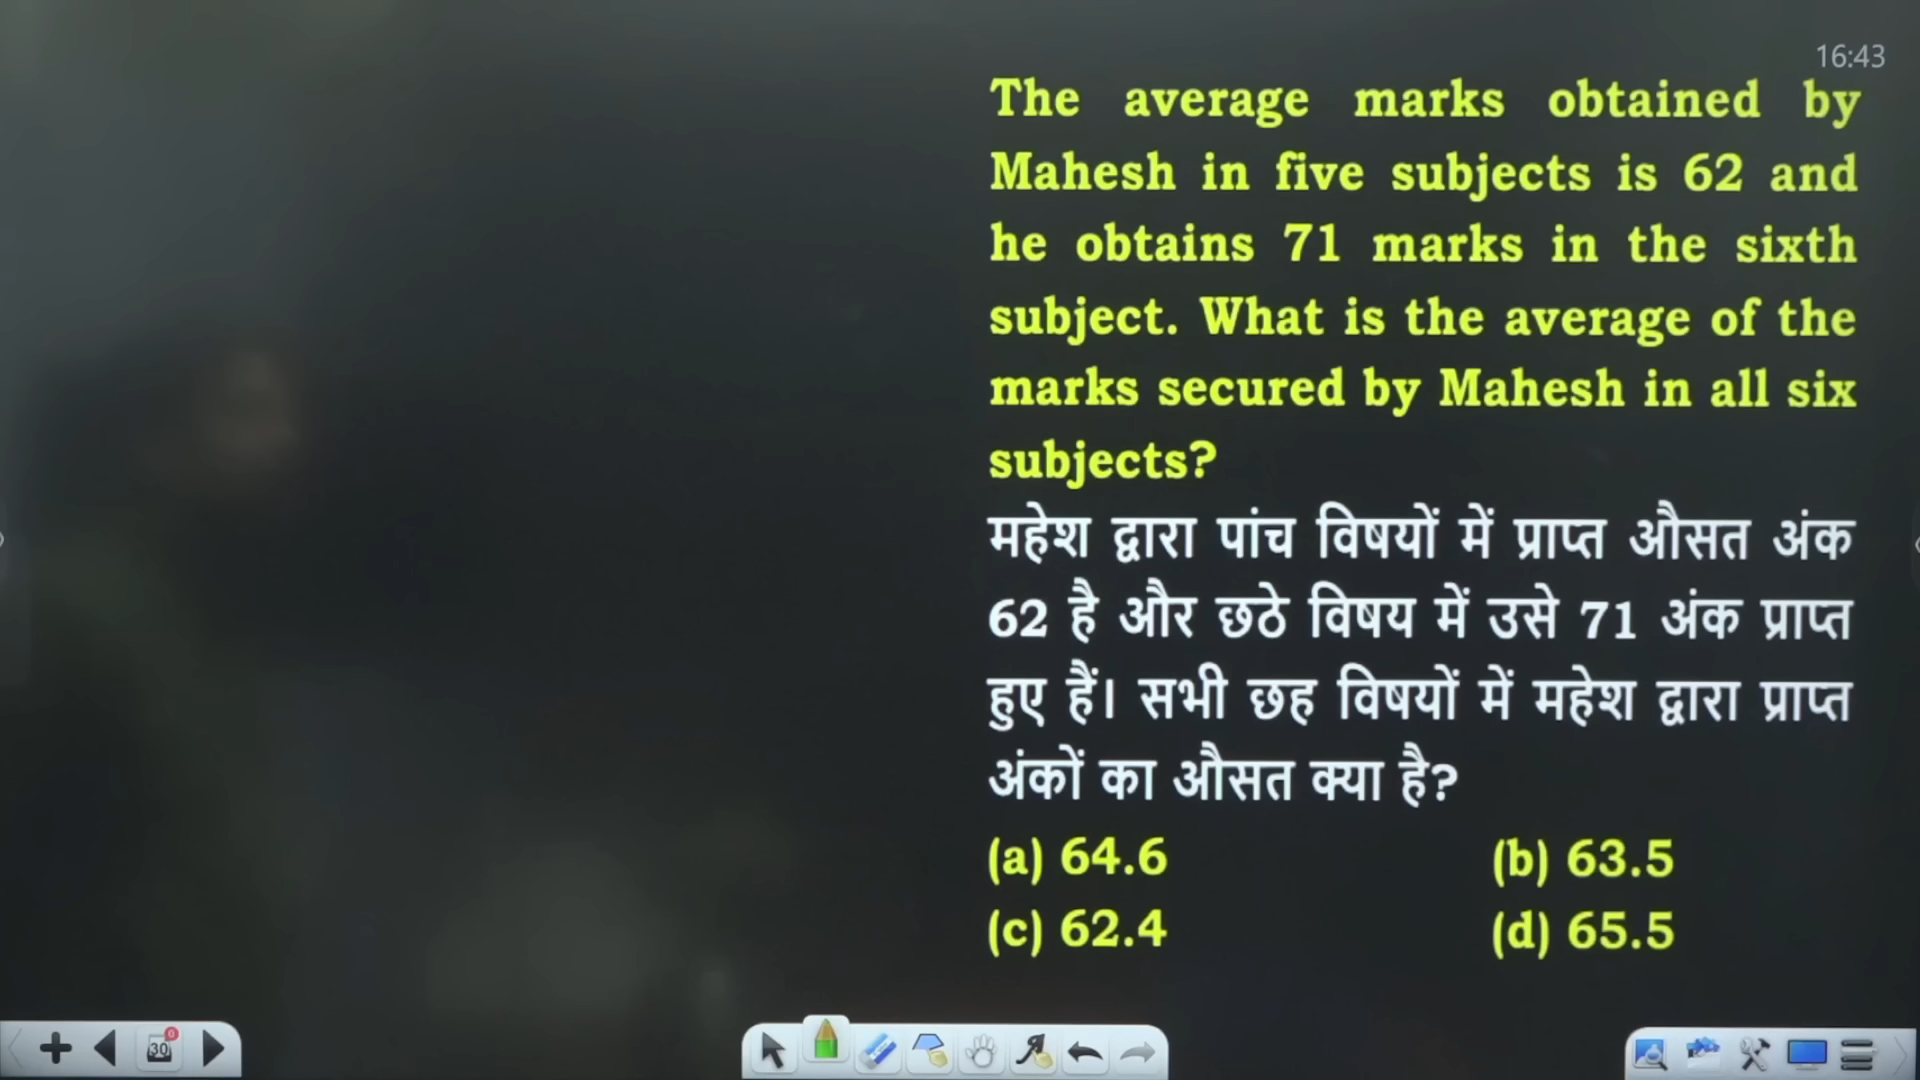 16:43
The average marks obtained by
Mahesh in five subjects is 62 and
he obtains 71 marks in the sixth
subject. What is the average of the
marks secured by Mahesh in all six
subjects?
महेश द्वारा पांच विषयों में प्राप्त औसत अंक
62 है और छठे विषय में उसे 71 अंक प्राप्त
हुए हैं। सभी छह विषयों में महेश द्वारा प्राप्त
अंकों का औसत क्या है?
(a) 64.6 (b) 63.5
(c) 62.4 (d) 65.5
30 0